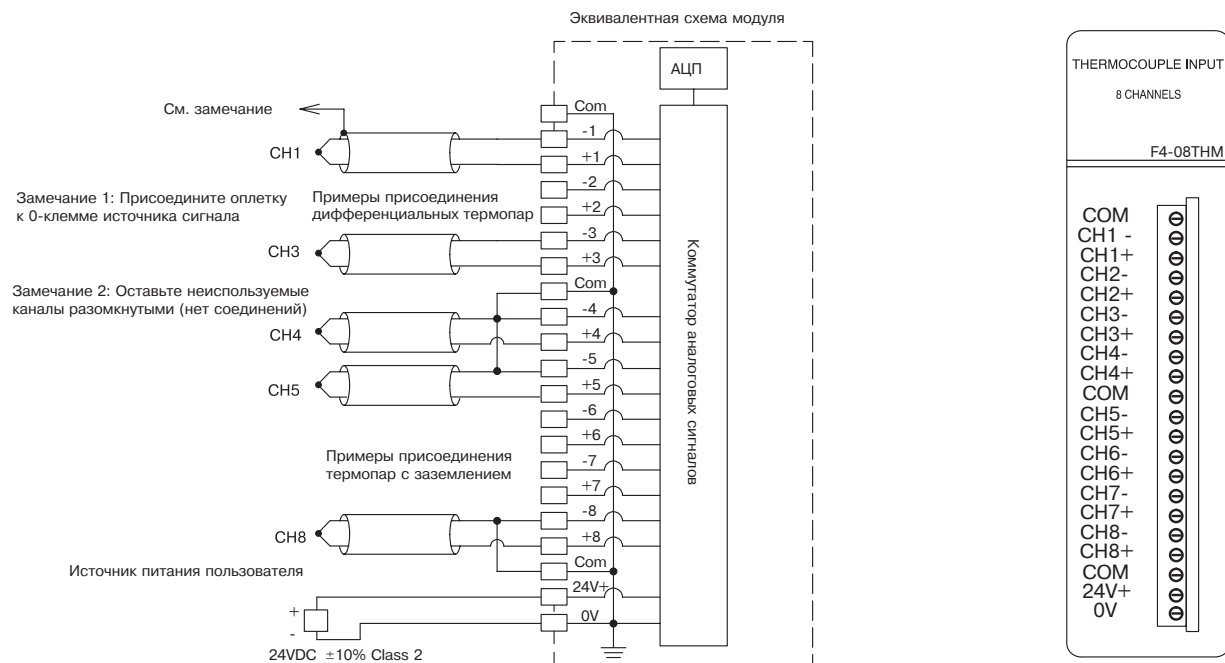 Эквивалентная схема модуля
АЦП
См. замечание
Com
-1
CH1
+1
-2
Замечание 1: Присоедините оплетку
к 0-клемме источника сигнала
Примеры присоединения
дифференциальных термопар
+2
-3
CH3
+3
Com
Замечание 2: Оставьте неиспользуемые
каналы разомкнутыми (нет соединений)
-4
CH4
+4
-5
CH5
+5
-6
+6
Примеры присоединения
термопар с заземлением
-7
+7
-8
CH8
+8
Com
Источник питания пользователя
24V+
+
0V
-
24VDC ±10% Class 2
Коммутатор аналоговых сигналов
THERMOCOUPLE INPUT
8 CHANNELS
F4-08THM
COM
CH1 -
CH1+
CH2-
CH2+
CH3-
CH3+
CH4-
CH4+
COM
CH5-
CH5+
CH6-
CH6+
CH7-
CH7+
CH8-
CH8+
COM
24V+
0V